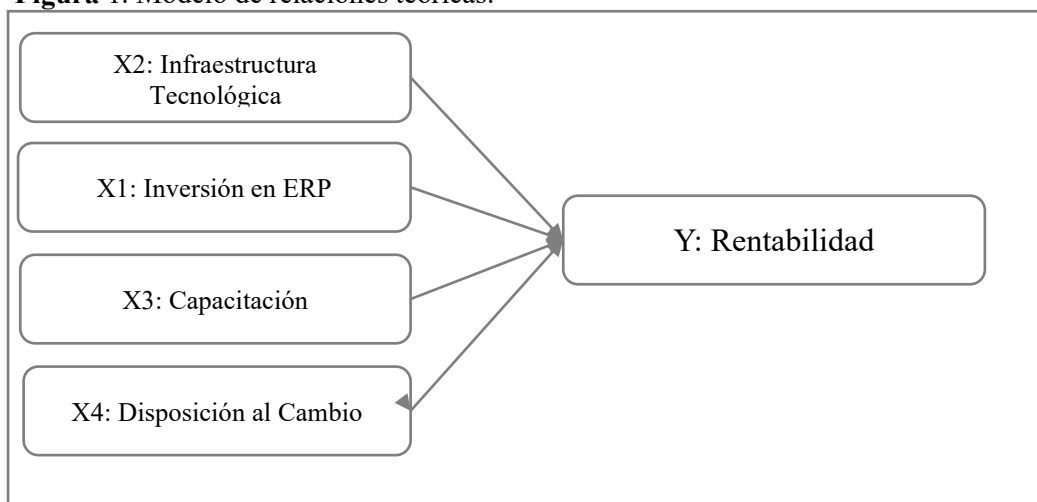 Figura 1. Modelo de relaciones teóricas.
X2: Infraestructura
Tecnológica
X1: Inversión en ERP
X3: Capacitación
X4: Disposición al Cambio
Y: Rentabilidad